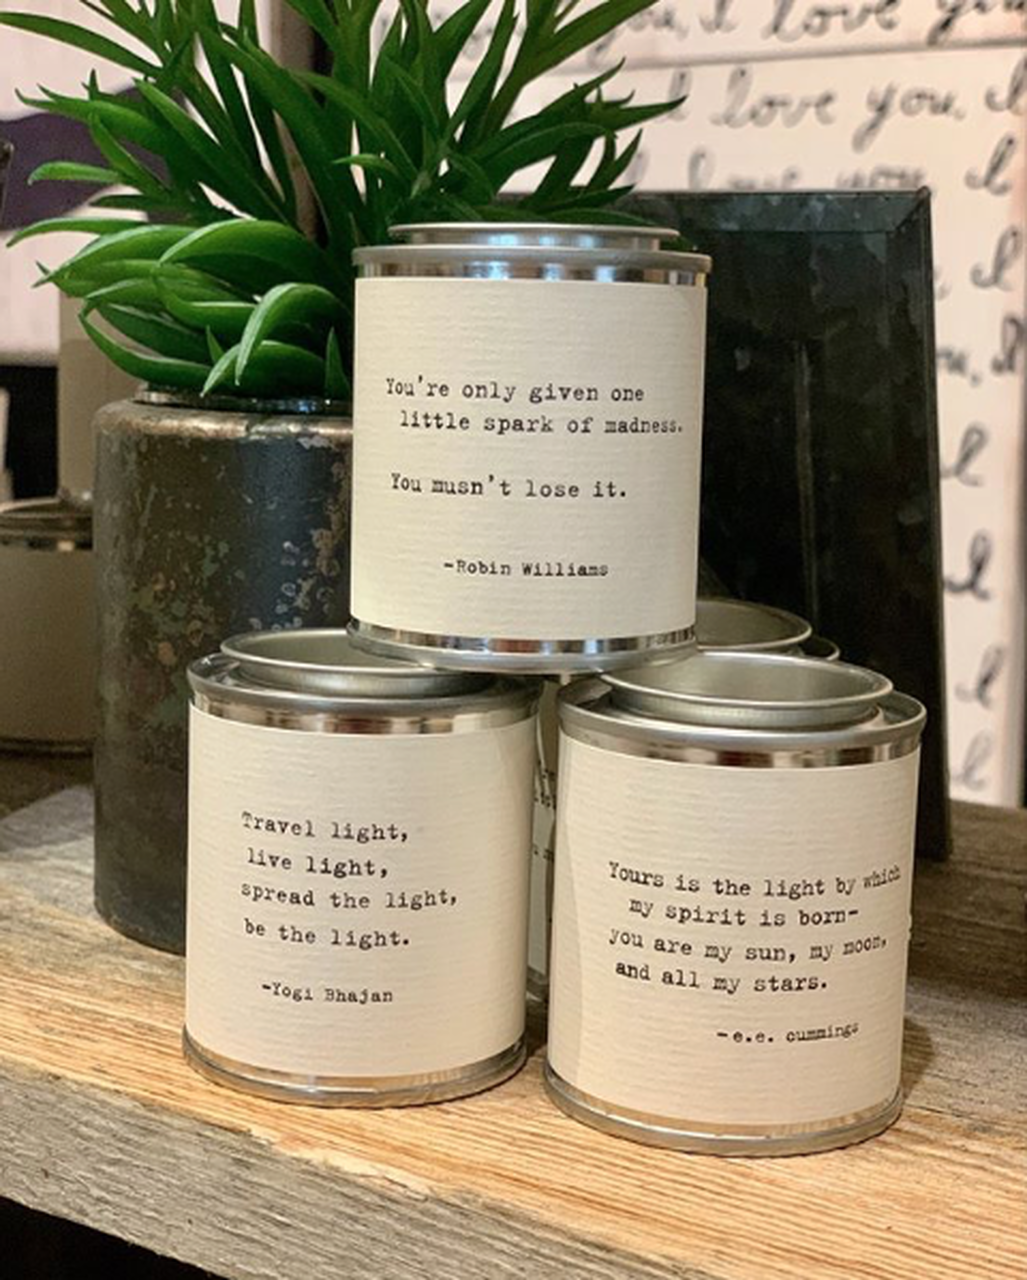 you, I love you
I love you, I
I love you I
I
I
you, I
You're only given one
little spark of madness.
You musn't lose it.
-Robin Williams
Travel light,
live light,
spread the light,
be the light.
-Yogi Bhajan
Yours is the light by which
my spirit is born-
you are my sun, my moon,
and all my stars.
-e.e. cummings